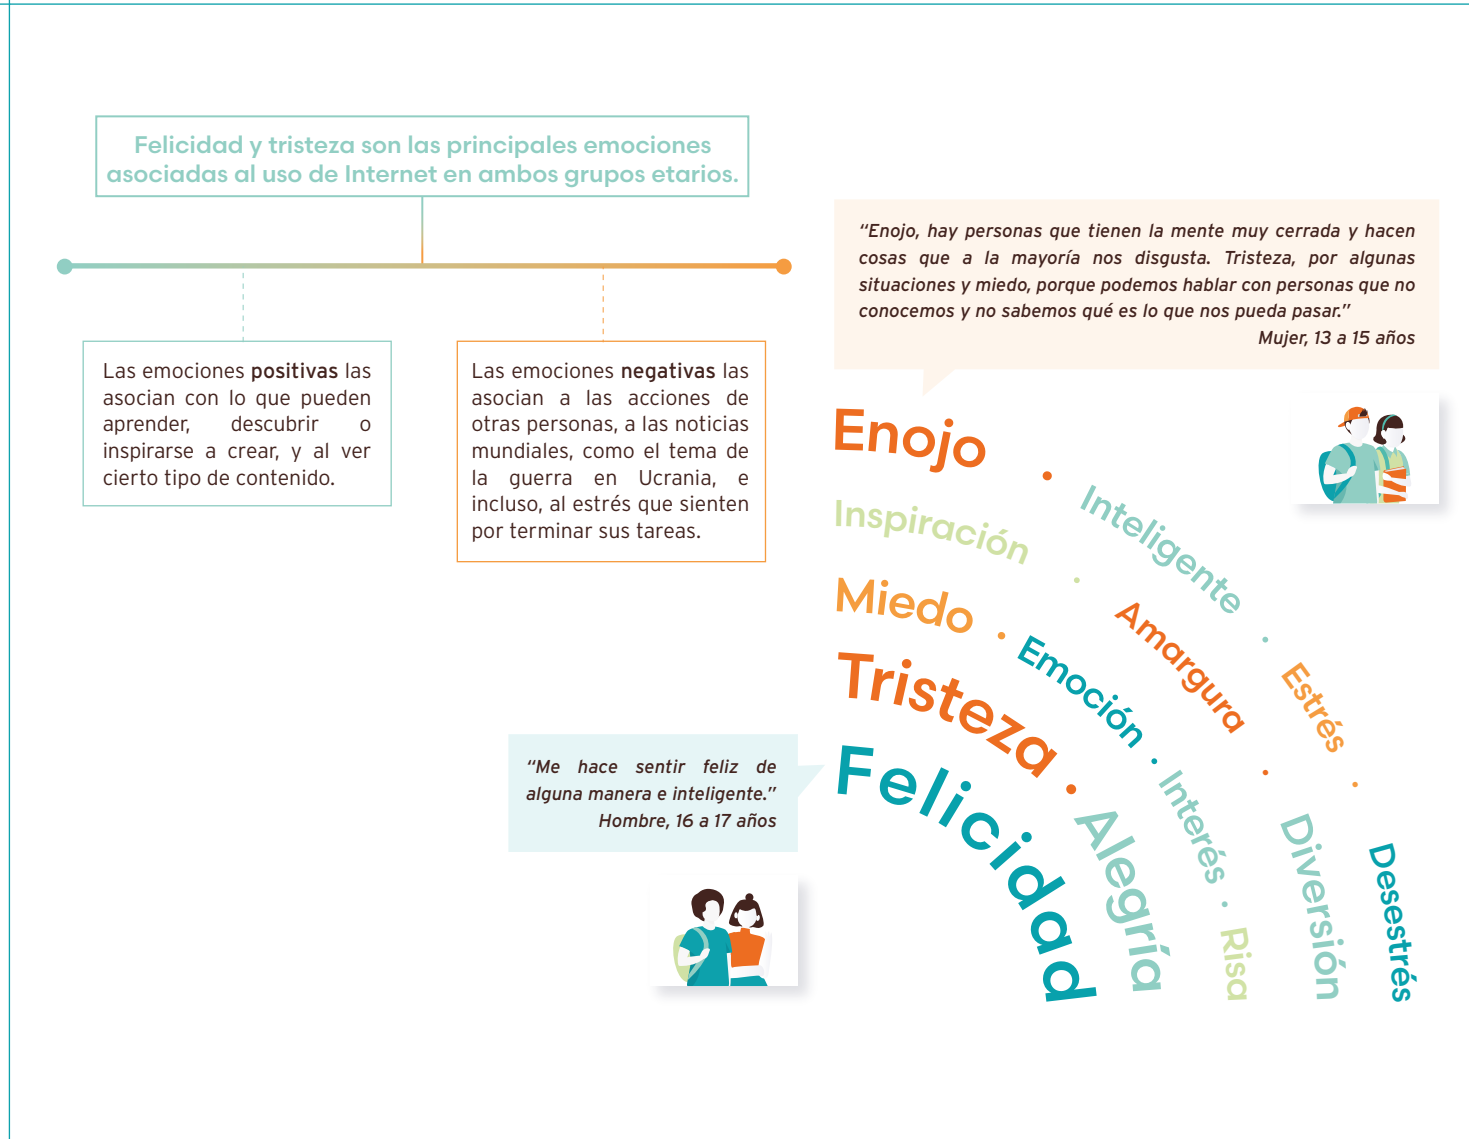 Felicidad y tristeza son las principales emociones
asociadas al uso de Internet en ambos grupos etarios.
Las emociones positivas las
asocian con lo que pueden
aprender, descubrir o
inspirarse a crear, y al ver
cierto tipo de contenido.
Las emociones negativas las
asocian a las acciones de
otras personas, a las noticias
mundiales, como el tema de
la guerra en Ucrania, e
incluso, al estrés que sienten
por terminar sus tareas.
“Enojo, hay personas que tienen la mente muy cerrada y hacen
cosas que a la mayoría nos disgusta. Tristeza, por algunas
situaciones y miedo, porque podemos hablar con personas que no
conocemos y no sabemos qué es lo que nos pueda pasar.”
Mujer, 13 a 15 años
“Me hace sentir feliz de
alguna manera e inteligente.”
Hombre, 16 a 17 años
Enojo • Inteligente • Estrés • Desestrés
Inspiración • Amargura • Diversión
Miedo • Emoción • Interés • Risa
Tristeza • Alegría
Felicidad